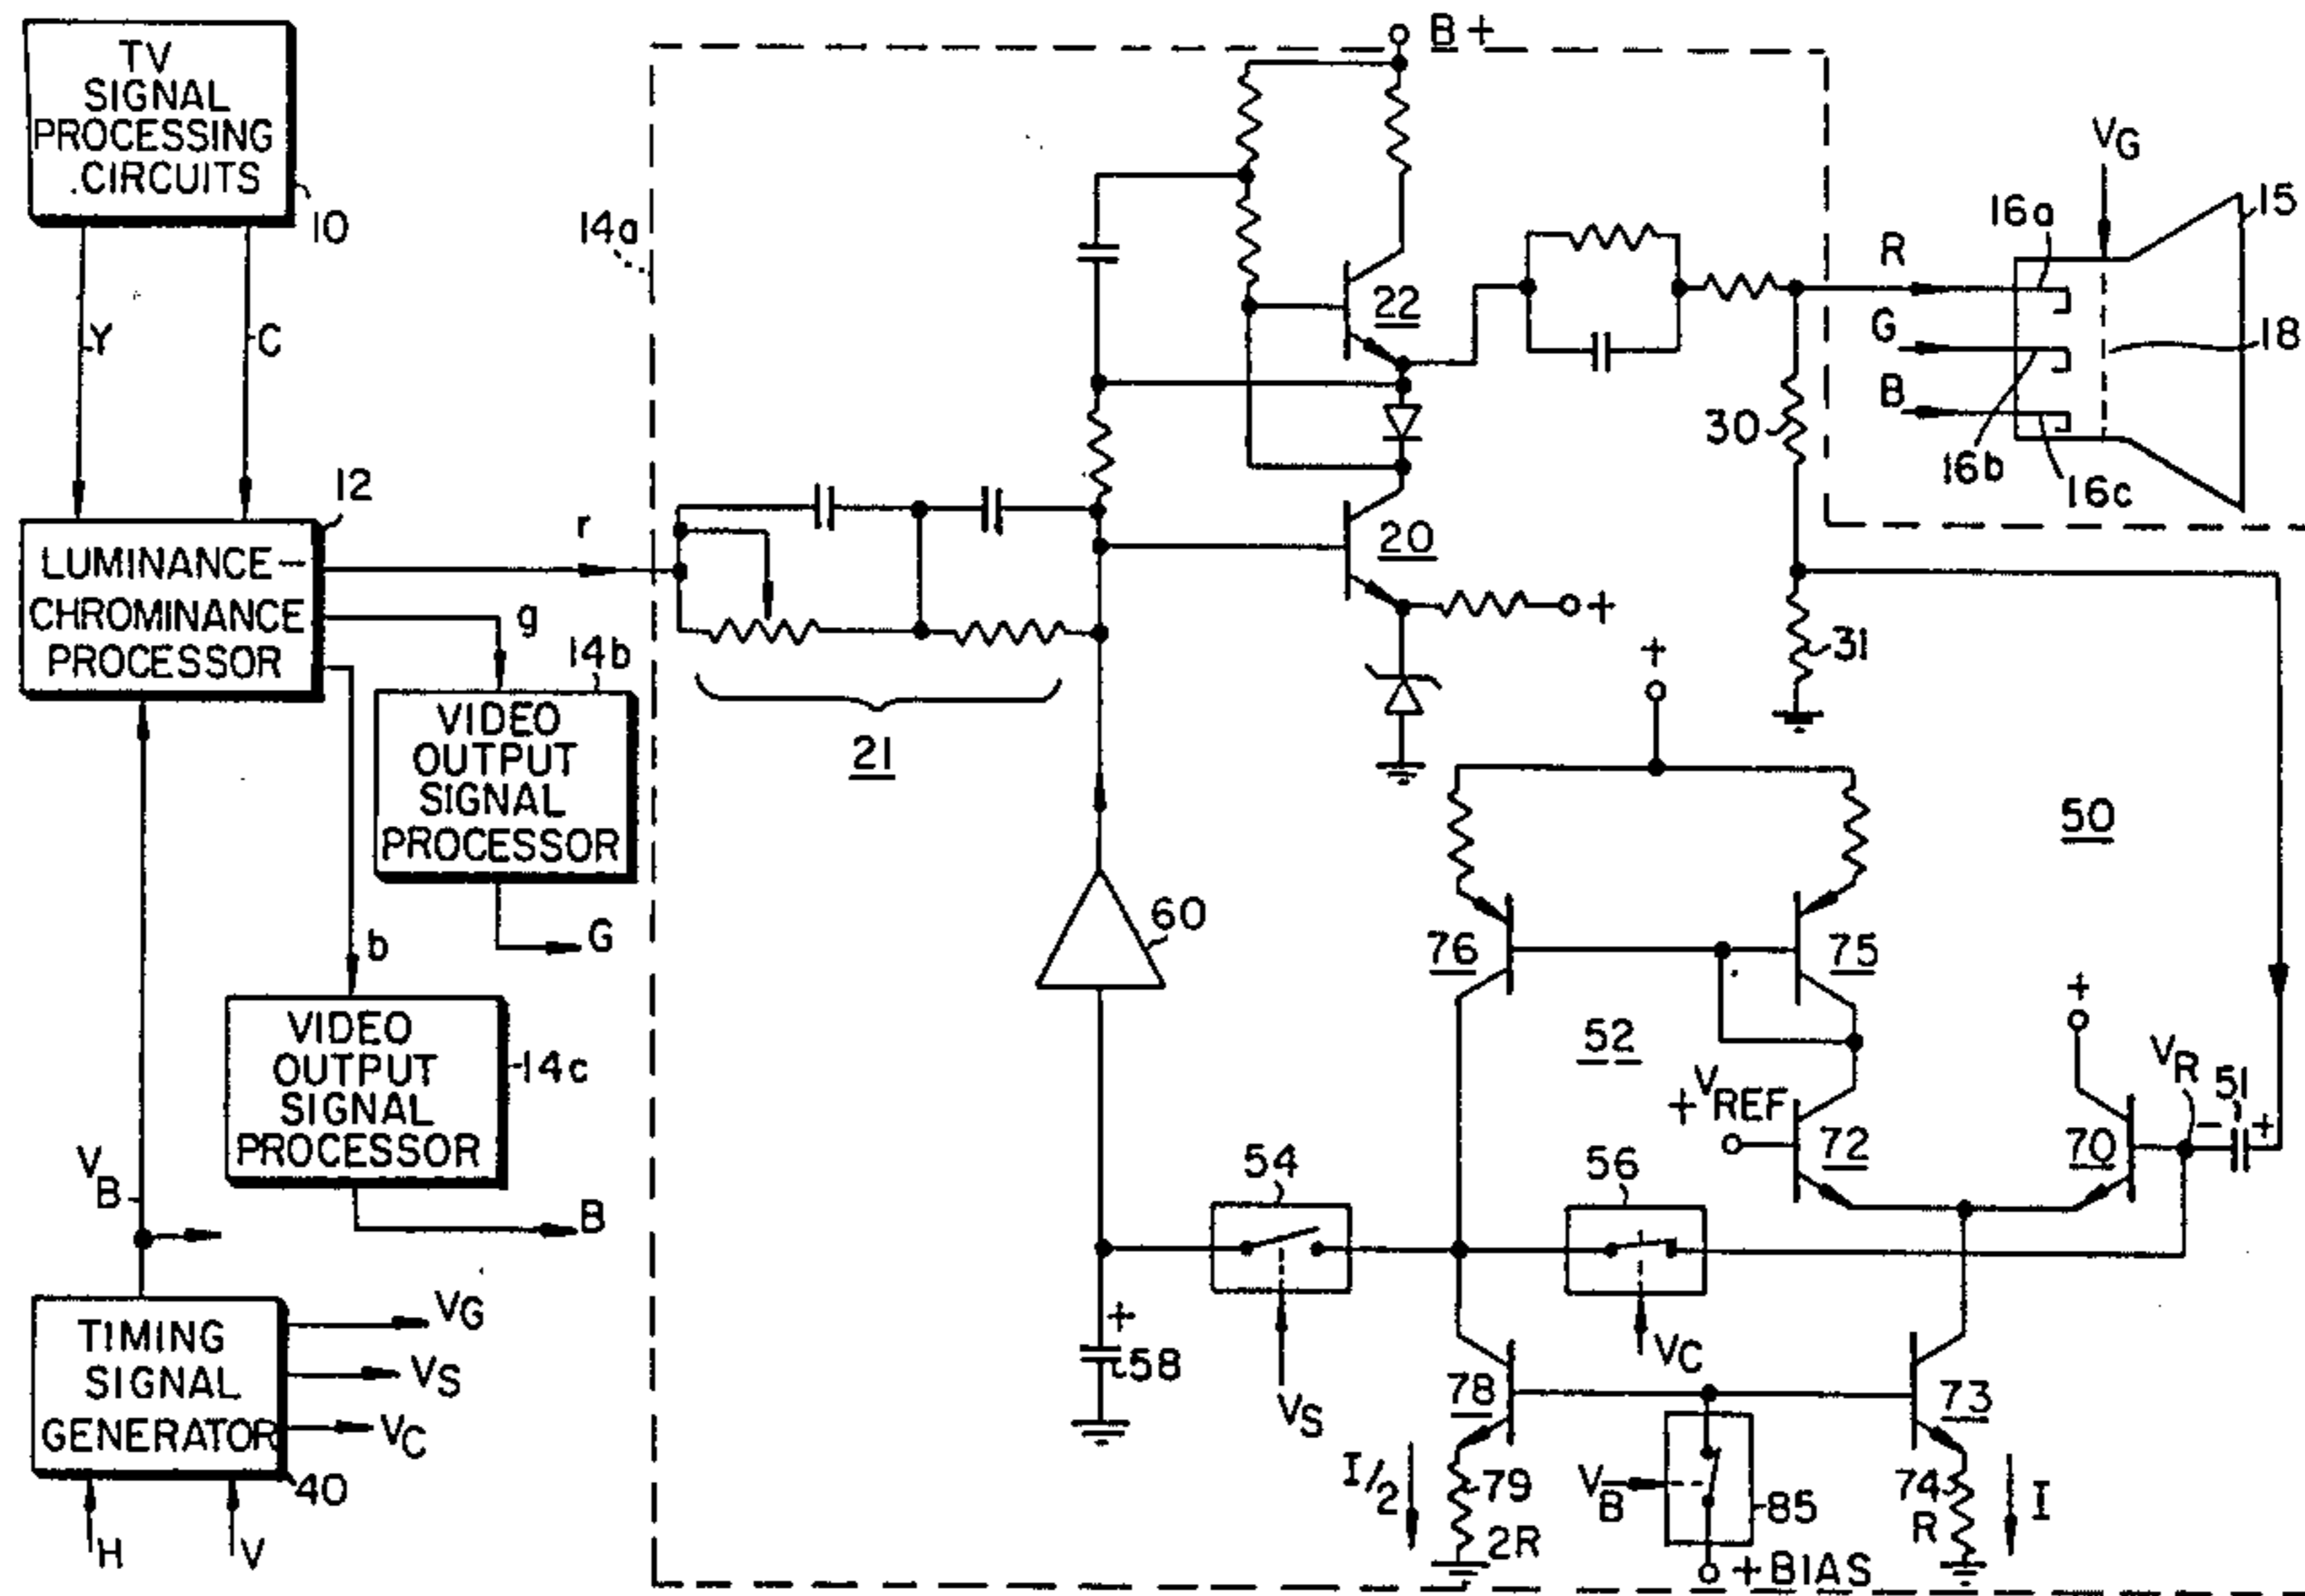 TV
SIGNAL
PROCESSING
.CIRCUITS
10
Y
C
12
LUMINANCE-
CHROMINANCE
PROCESSOR
r
g
b
14b
VIDEO
OUTPUT
SIGNAL
PROCESSOR
G
VIDEO
OUTPUT
SIGNAL
PROCESSOR
14c
B
VB
TIMING
SIGNAL
GENERATOR
40
VG
VS
VC
H
V
14a
B+
22
20
+
21
60
+
58
R
G
B
16a
16b
16c
VG
15
18
30
31
50
+
76
75
52
+VREF
72
70
+
VR
- 51 +
54
VS
56
VC
78
73
I/2
79
2R
VB
85
+BIAS
74
R
I